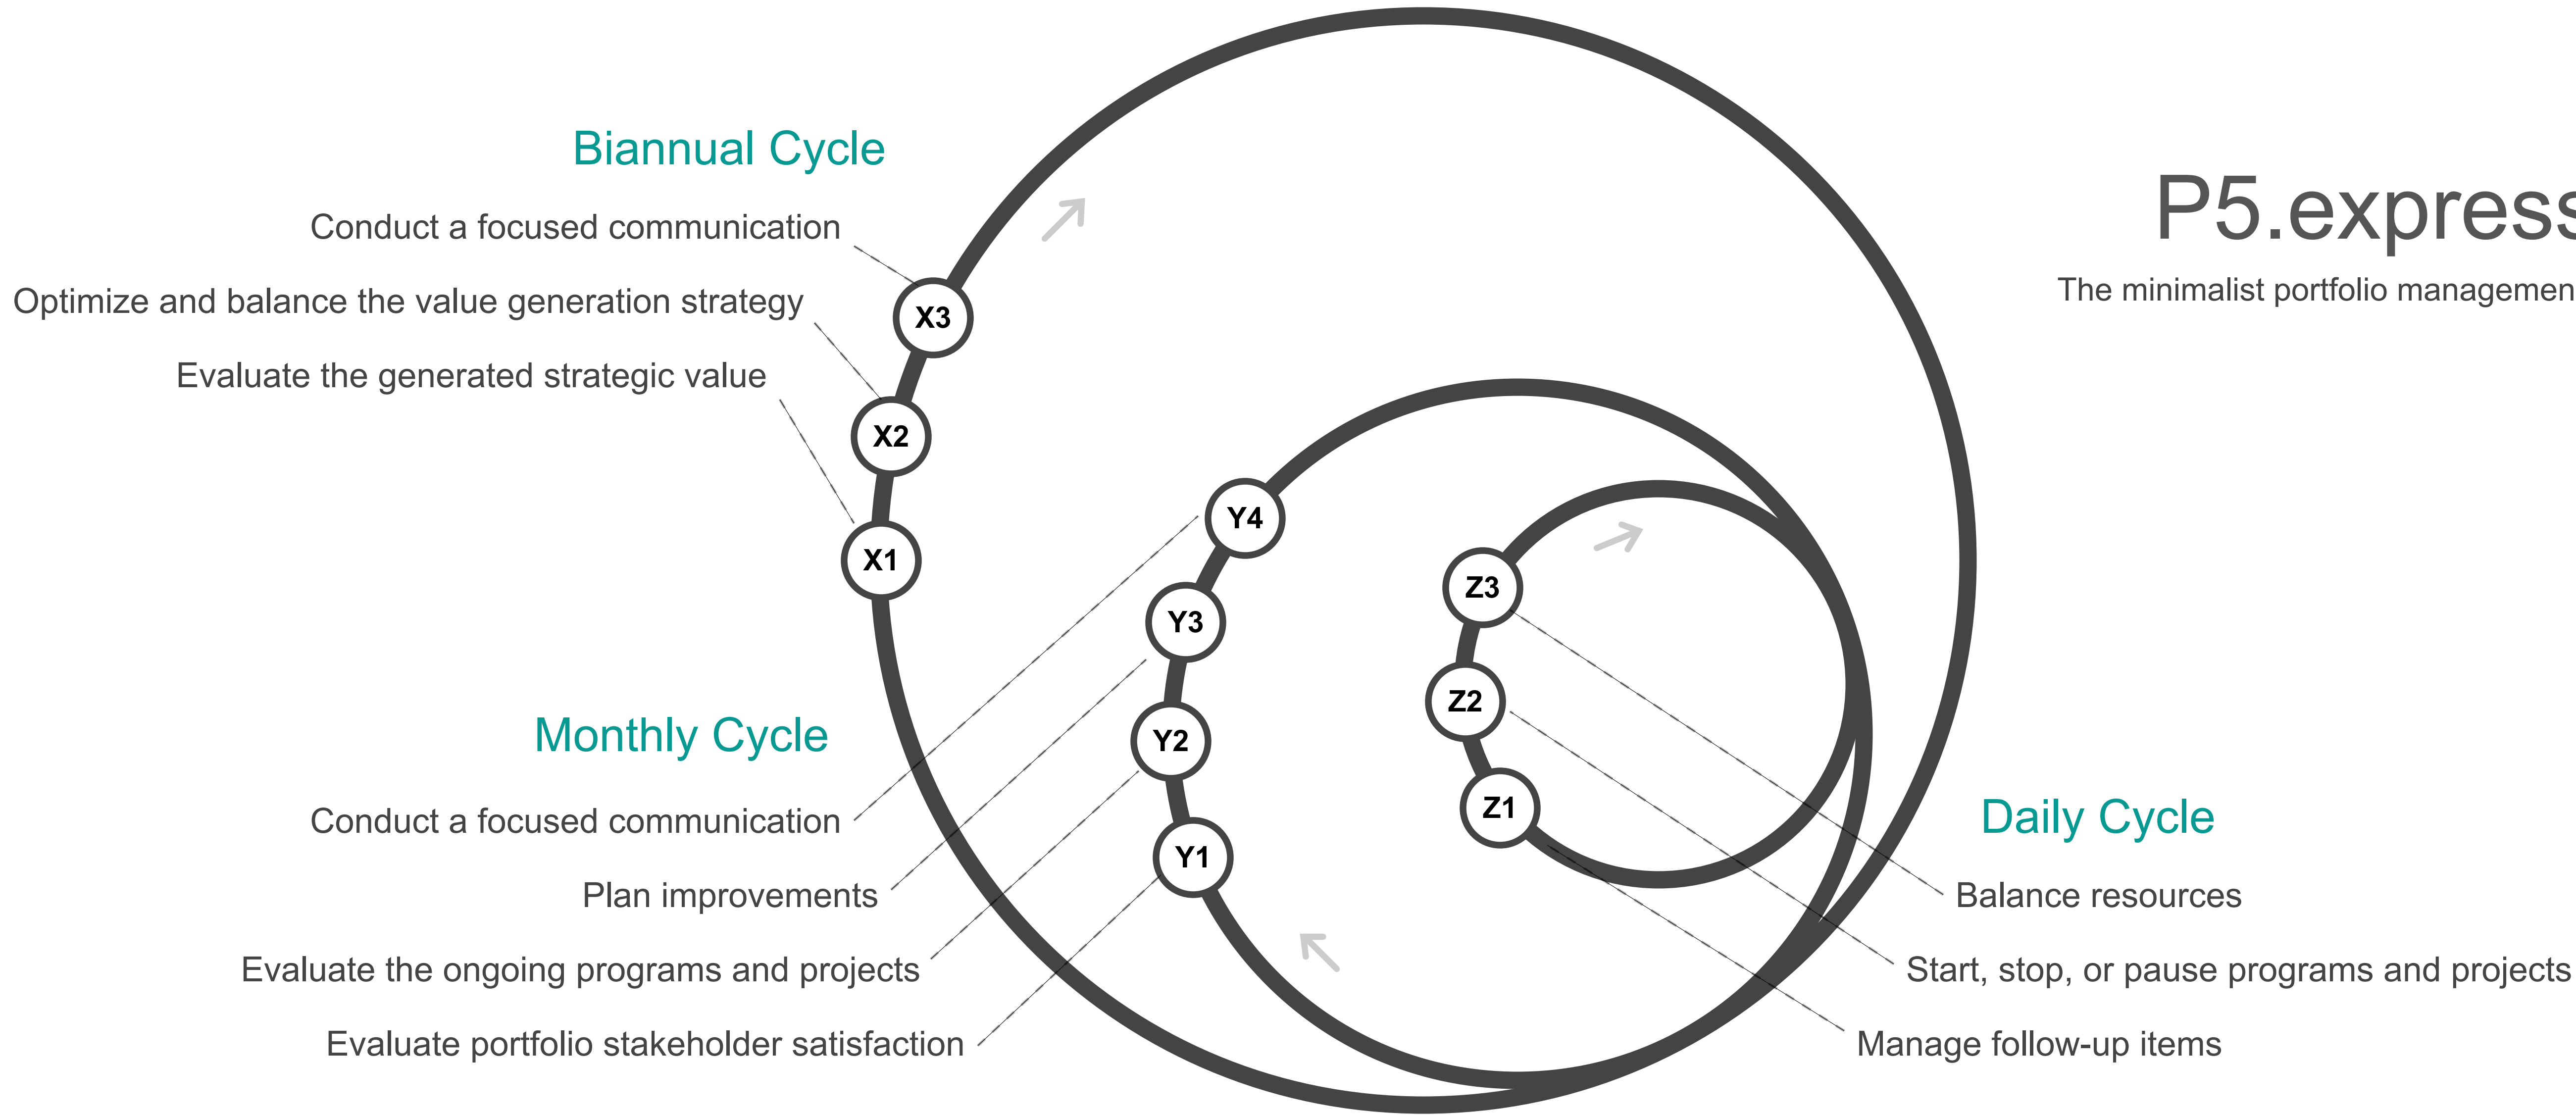 P5.express
The minimalist portfolio managemen
Biannual Cycle
Conduct a focused communication
Optimize and balance the value generation strategy
Evaluate the generated strategic value
X3
X2
X1
Monthly Cycle
Conduct a focused communication
Plan improvements
Evaluate the ongoing programs and projects
Evaluate portfolio stakeholder satisfaction
Y4
Y3
Y2
Y1
Z3
Z2
Z1
Daily Cycle
Balance resources
Start, stop, or pause programs and projects
Manage follow-up items